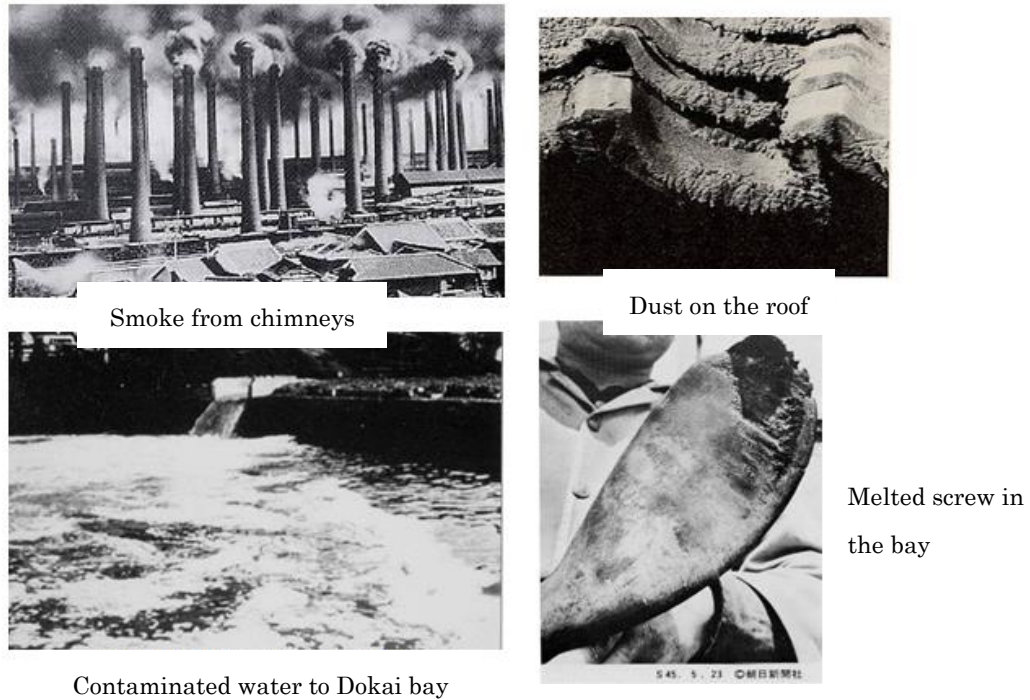 Smoke from chimneys
Dust on the roof
Melted screw in
the bay
S45. 5. 23 ©朝日新聞社
Contaminated water to Dokai bay